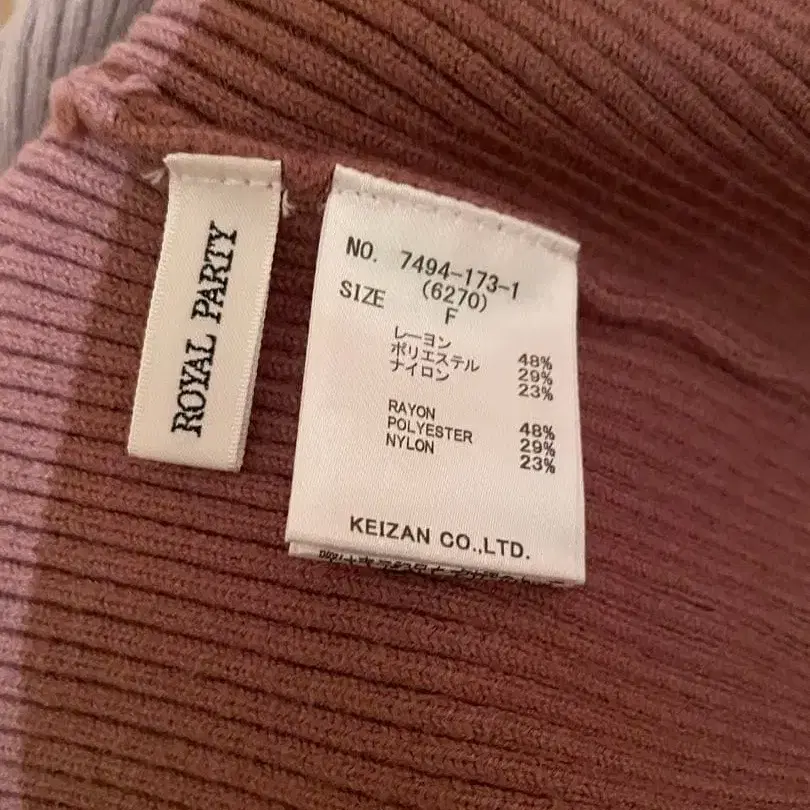 ROYAL PARTY
NO. 7494-173-1
(6270)
SIZE F
レーヨン 48%
ポリエステル 29%
ナイロン 23%
RAYON 48%
POLYESTER 29%
NYLON 23%
KEIZAN CO.,LTD.